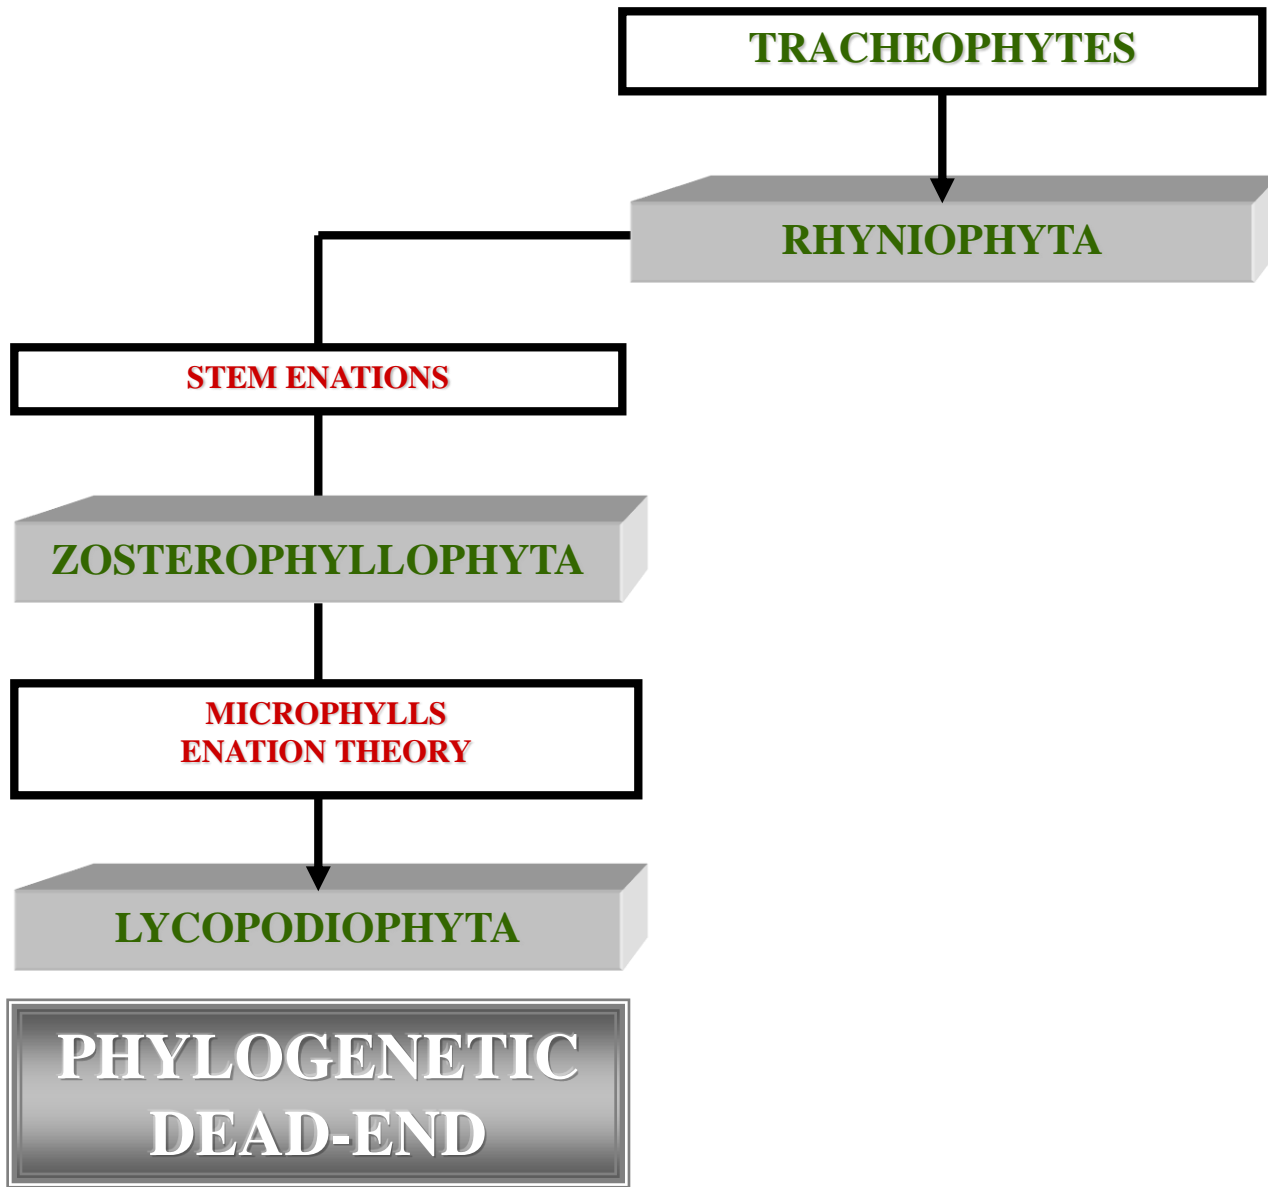 TRACHEOPHYTES
RHYNIOPHYTA
STEM ENATIONS
ZOSTEROPHYLLOPHYTA
MICROPHYLLS
ENATION THEORY
LYCOPODIOPHYTA
PHYLOGENETIC
DEAD-END